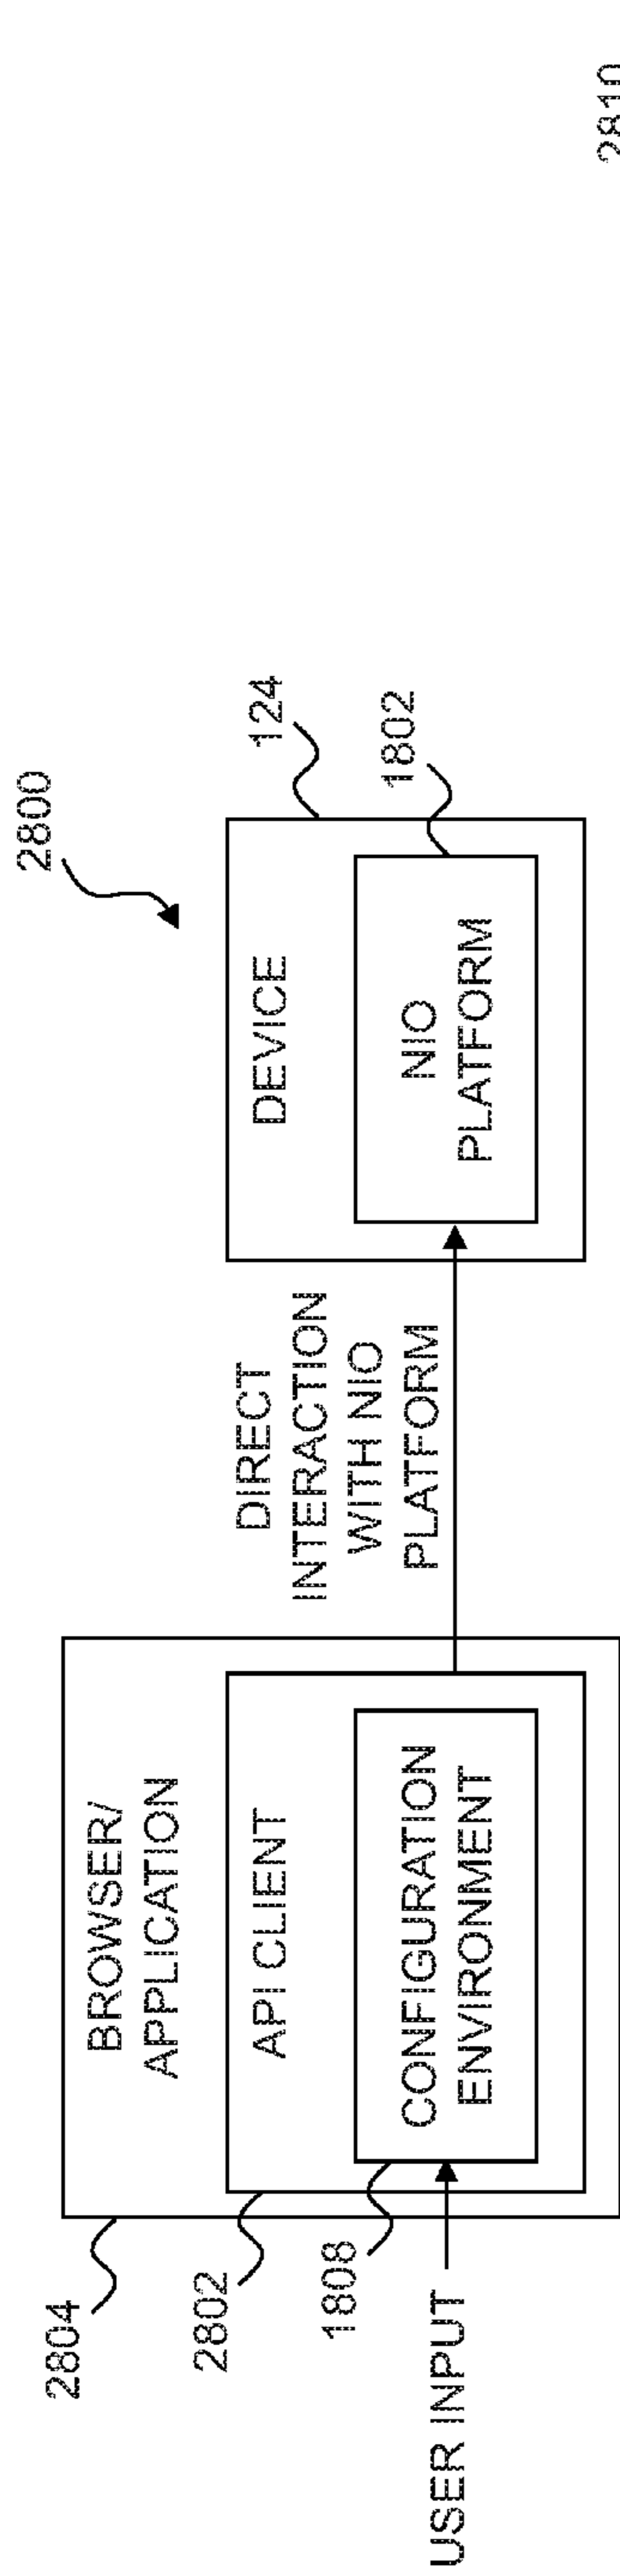 2800
2804
BROWSER/
APPLICATION
2802
API CLIENT
1808
CONFIGURATION
ENVIRONMENT
USER INPUT
DIRECT
INTERACTION
WITH NIO
PLATFORM
DEVICE
124
NIO
PLATFORM
1802
2810